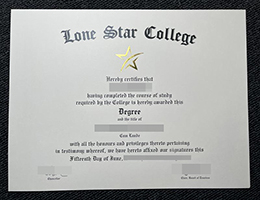 Lone Star College
Hereby certifies that
having completed the course of study
required by the College is hereby awarded this
Degree
and the title of
Cum Laude
with all the honours and privileges thereto pertaining
in testimony whereof, we have hereto affixed our signatures this
Fifteenth Day of June,